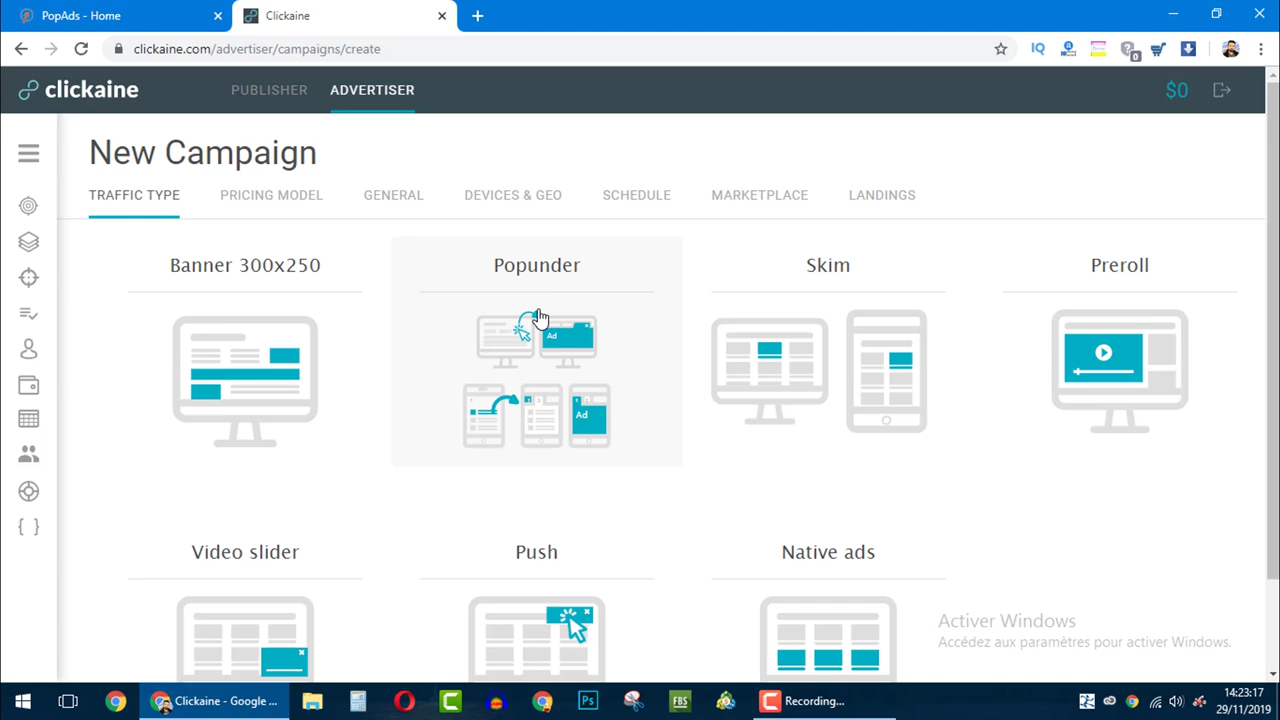 PopAds - Home
Clickaine
clickaine.com/advertiser/campaigns/create
clickaine
PUBLISHER
ADVERTISER
$0
New Campaign
TRAFFIC TYPE
PRICING MODEL
GENERAL
DEVICES & GEO
SCHEDULE
MARKETPLACE
LANDINGS
Banner 300x250
Popunder
Skim
Preroll
Ad
Ad
Video slider
Push
Native ads
Activer Windows
Accédez aux paramètres pour activer Windows.
Clickaine - Google ...
Recording...
14:23:17
29/11/2019
IQ
0
Ps
FBS